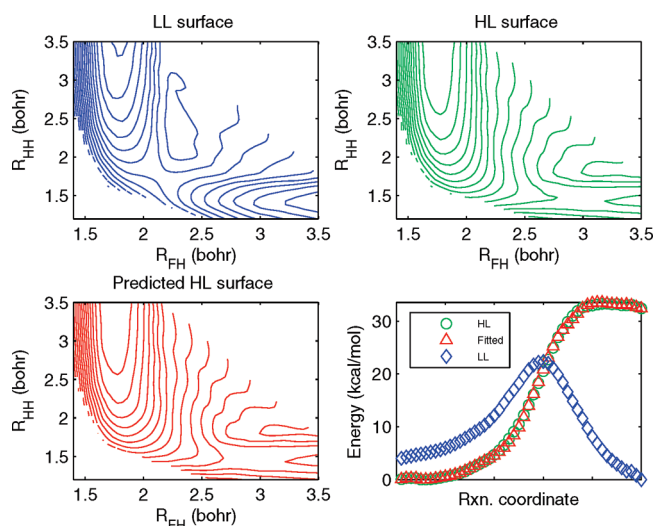 LL surface
3.5
3
2.5
2
1.5
R_HH (bohr)
1.5 2 2.5 3 3.5
R_FH (bohr)
HL surface
3.5
3
2.5
2
1.5
R_HH (bohr)
1.5 2 2.5 3 3.5
R_FH (bohr)
Predicted HL surface
3.5
3
2.5
2
1.5
R_HH (bohr)
1.5 2 2.5 3 3.5
R_FH (bohr)
30
20
10
0
Energy (kcal/mol)
HL
Fitted
LL
Rxn. coordinate